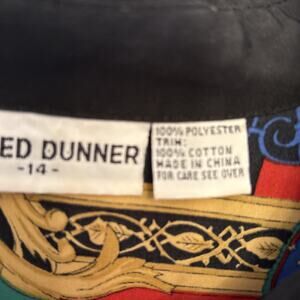 ED DUNNER
-14-
100% POLYESTER
TRIM:
100% COTTON
MADE IN CHINA
FOR CARE SEE OVER